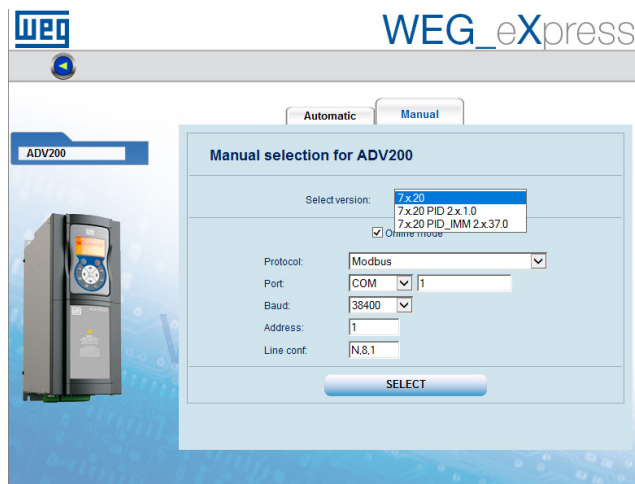 WEG
WEG_eXpress
Automatic
Manual
ADV200
Manual selection for ADV200
Select version:
7.x.20
7.x.20 PID 2.x.1.0
7.x.20 PID_IMM 2.x.37.0
Online mode
Protocol: Modbus
Port: COM 1
Baud: 38400
Address: 1
Line conf: N,8,1
SELECT